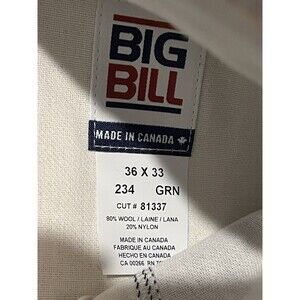 BIG
BILL
MADE IN CANADA
36 X 33
234 GRN
CUT # 81337
80% WOOL / LAINE / LANA
20% NYLON
MADE IN CANADA
FABRIQUE AU CANADA
HECHO EN CANADA
CA 00266 RN